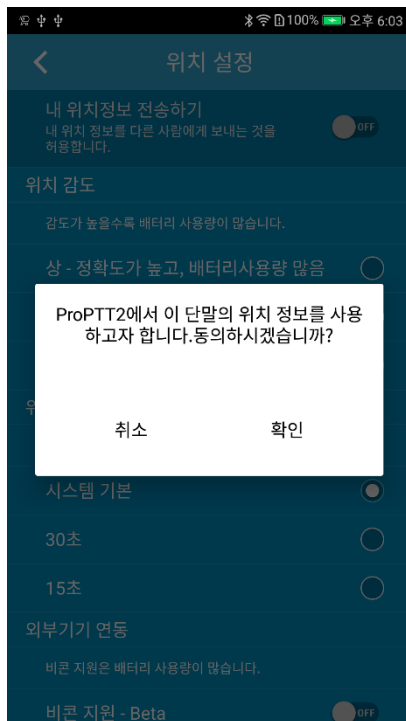 100% 오후 6:03
위치 설정
내 위치정보 전송하기
내 위치 정보를 다른 사람에게 보내는 것을
허용합니다.
OFF
위치 감도
감도가 높을수록 배터리 사용량이 많습니다.
상 - 정확도가 높고, 배터리사용량 많음
ProPTT2에서 이 단말의 위치 정보를 사용
하고자 합니다.동의하시겠습니까?
취소 확인
시스템 기본
30초
15초
외부기기 연동
비콘 지원은 배터리 사용량이 많습니다.
비콘 지원 - Beta
OFF